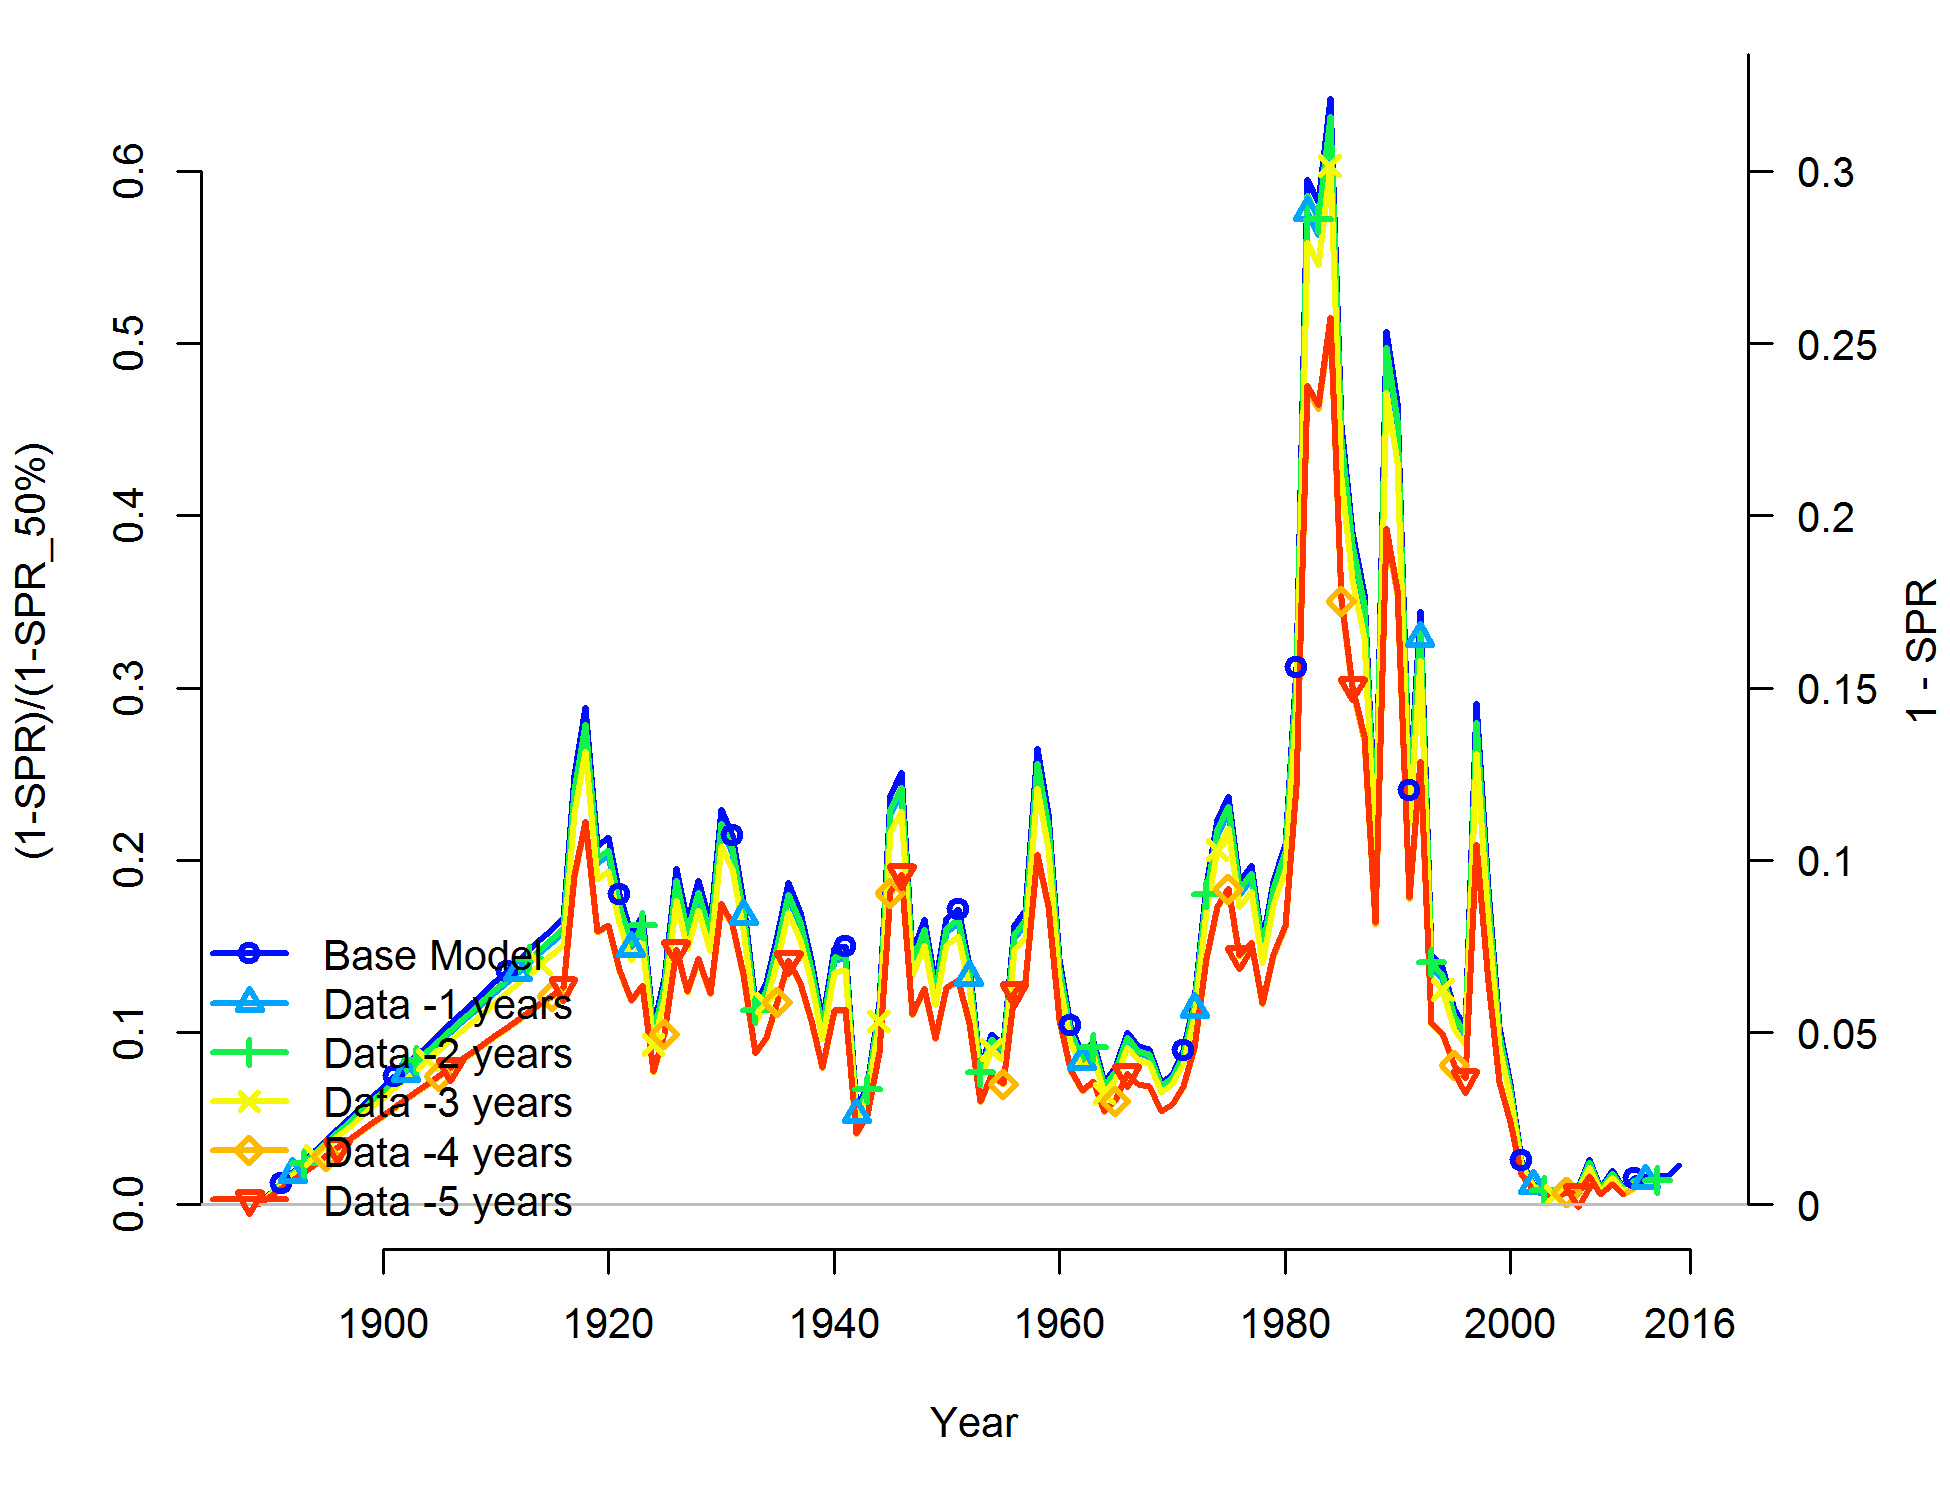 (1-SPR)/(1-SPR_50%)
0.0
0.1
0.2
0.3
0.4
0.5
0.6
Base Model
Data -1 years
Data -2 years
Data -3 years
Data -4 years
Data -5 years
0.3
0.25
0.2
0.15
0.1
0.05
0
1 - SPR
1900 1920 1940 1960 1980 2000 2016
Year